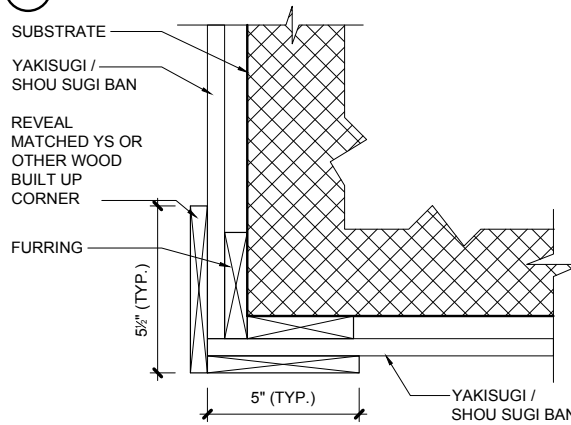 SUBSTRATE
YAKISUGI /
SHOU SUGI BAN
REVEAL
MATCHED YS OR
OTHER WOOD
BUILT UP
CORNER
FURRING
5½" (TYP.)
5" (TYP.)
YAKISUGI /
SHOU SUGI BAN